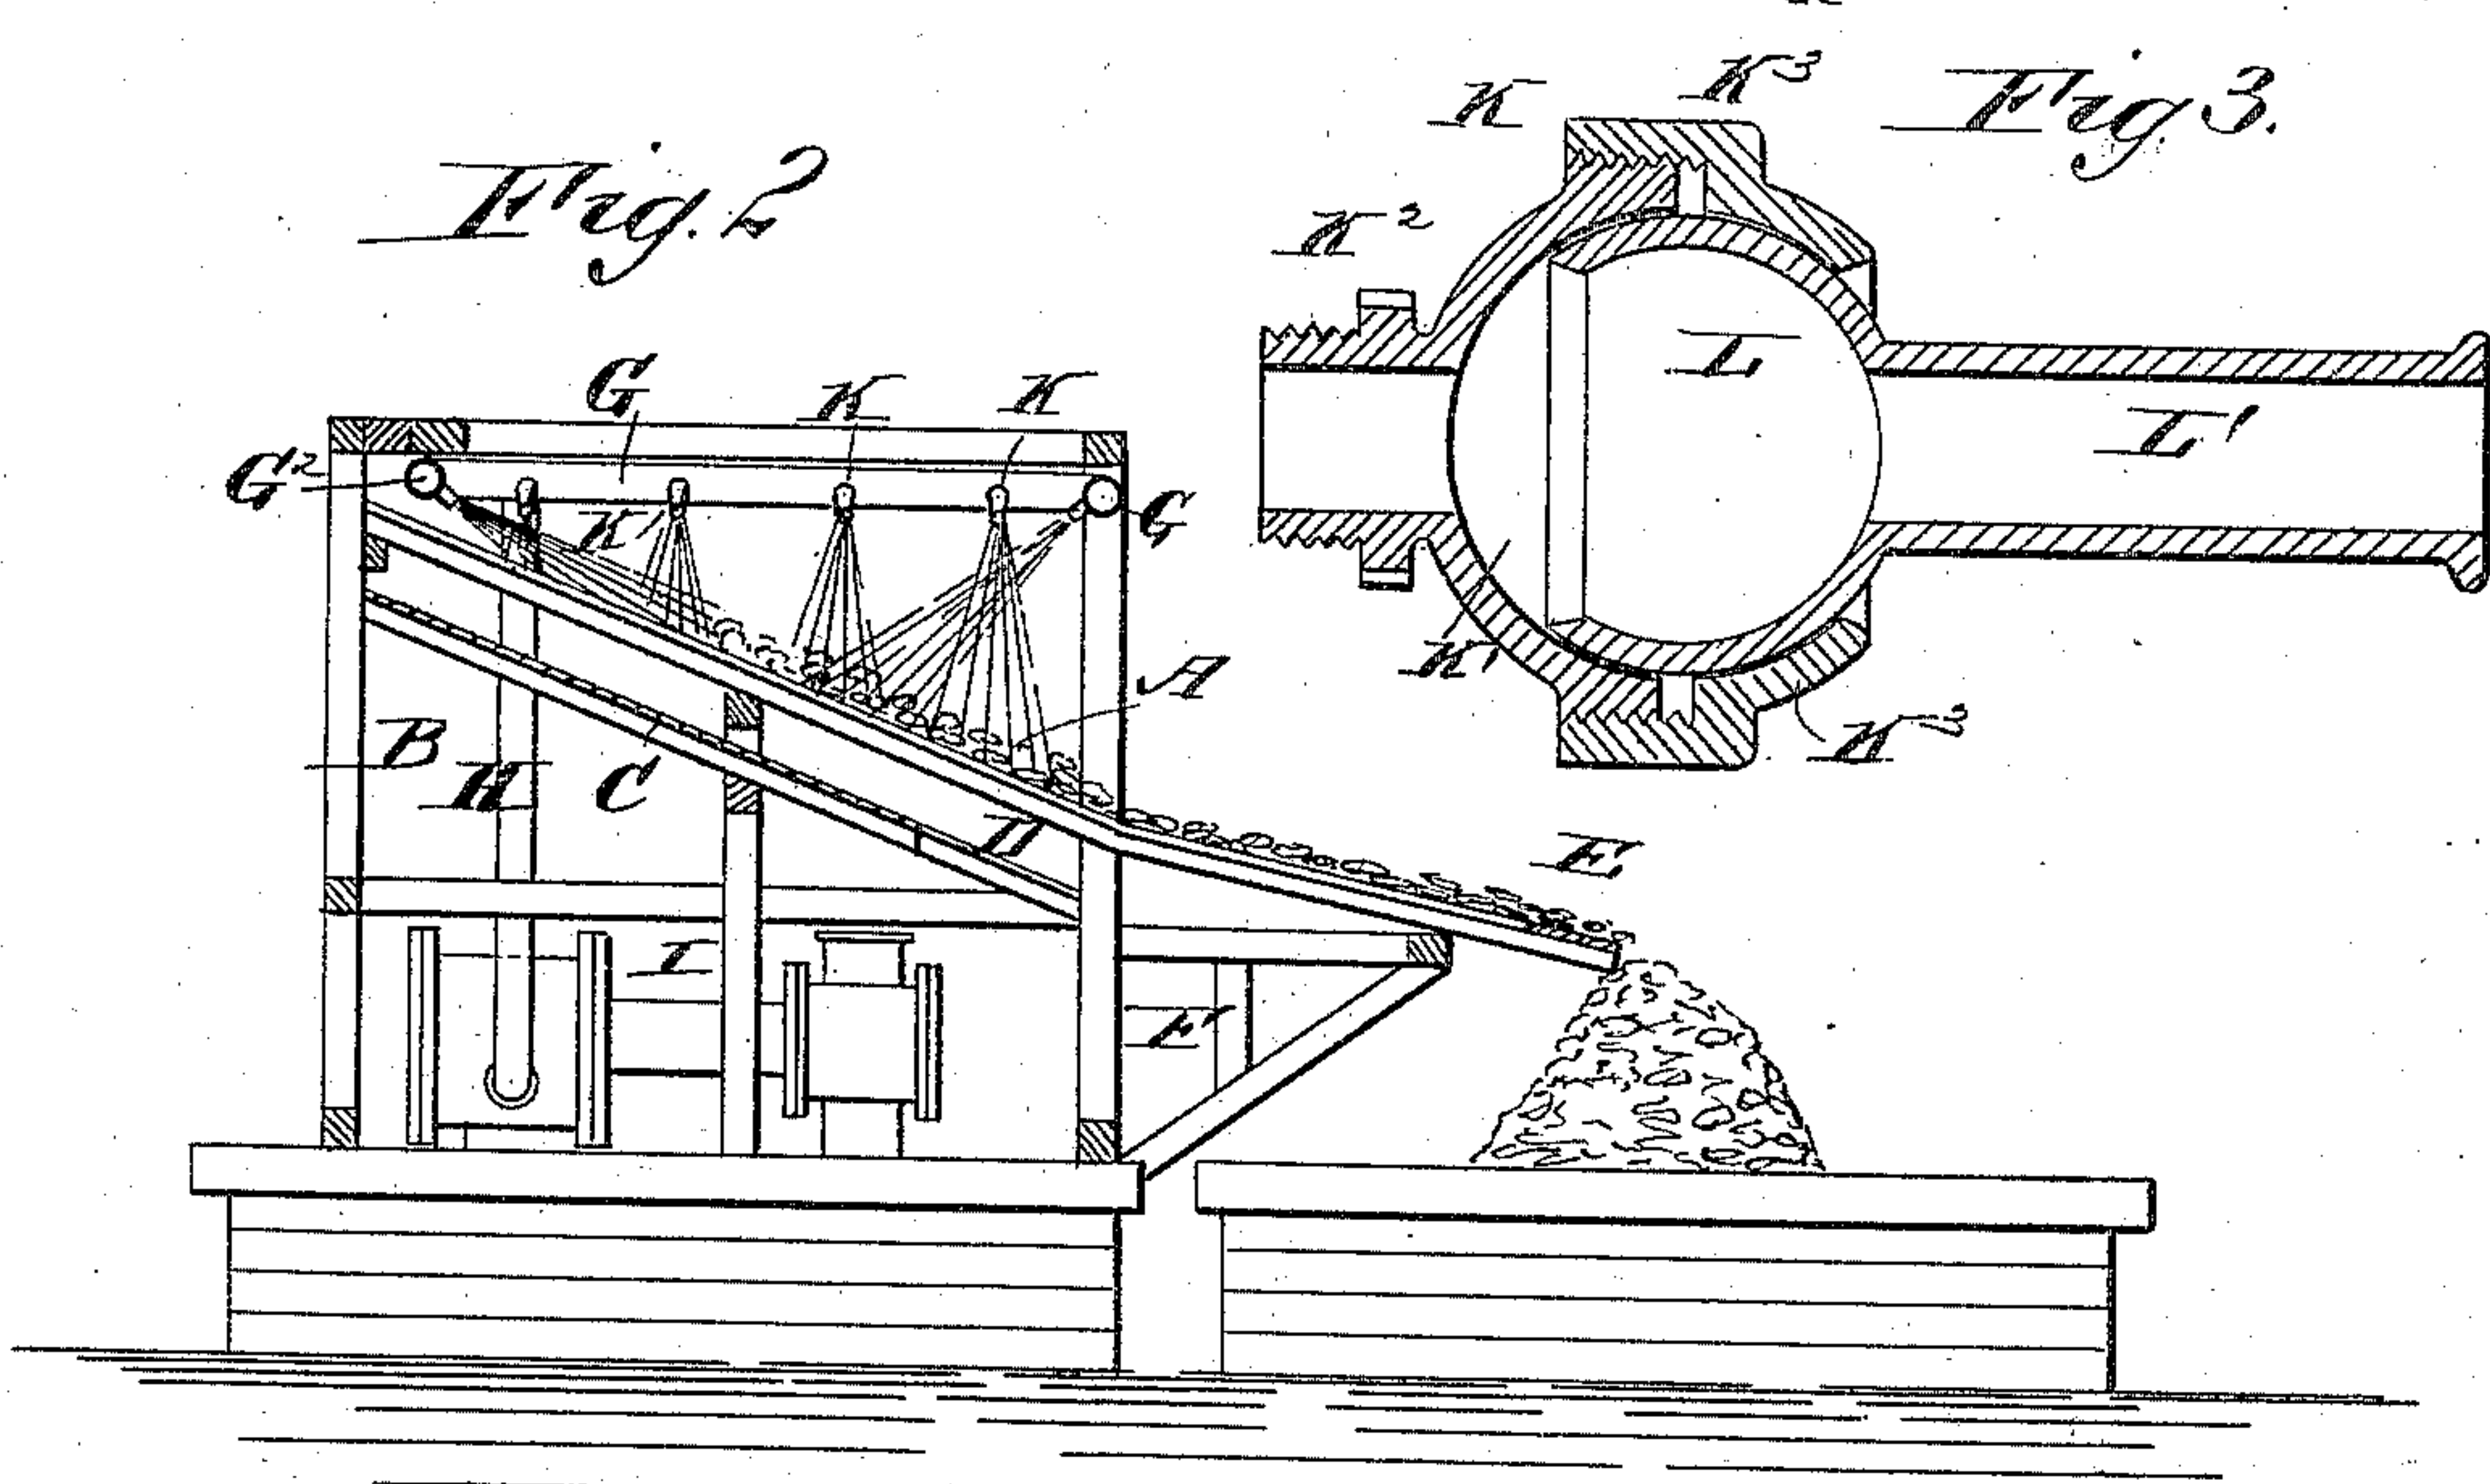 Fig. 2
G K K
G² K' G
A
B H C D
E
I F
Fig. 3.
K K³
K²
L
L'
K' K³